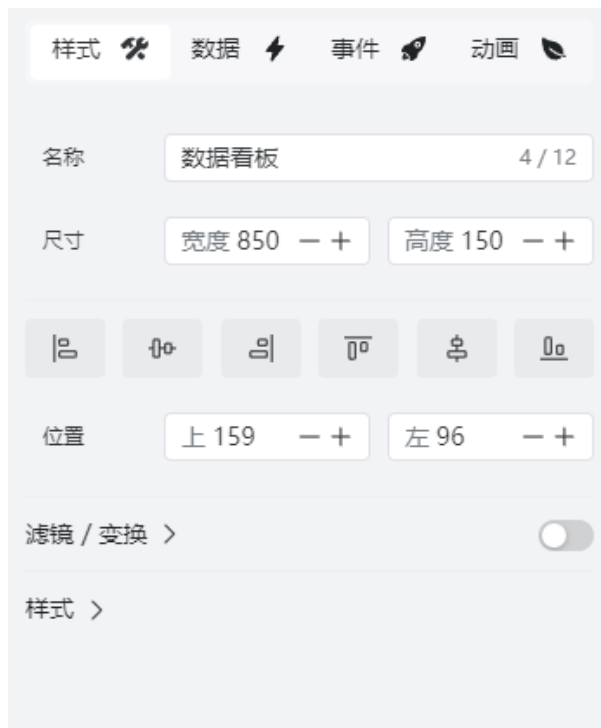 样式 数据 事件 动画
名称 数据看板 4 / 12
尺寸 宽度 850 高度 150
位置 上 159 左 96
滤镜 / 变换
样式